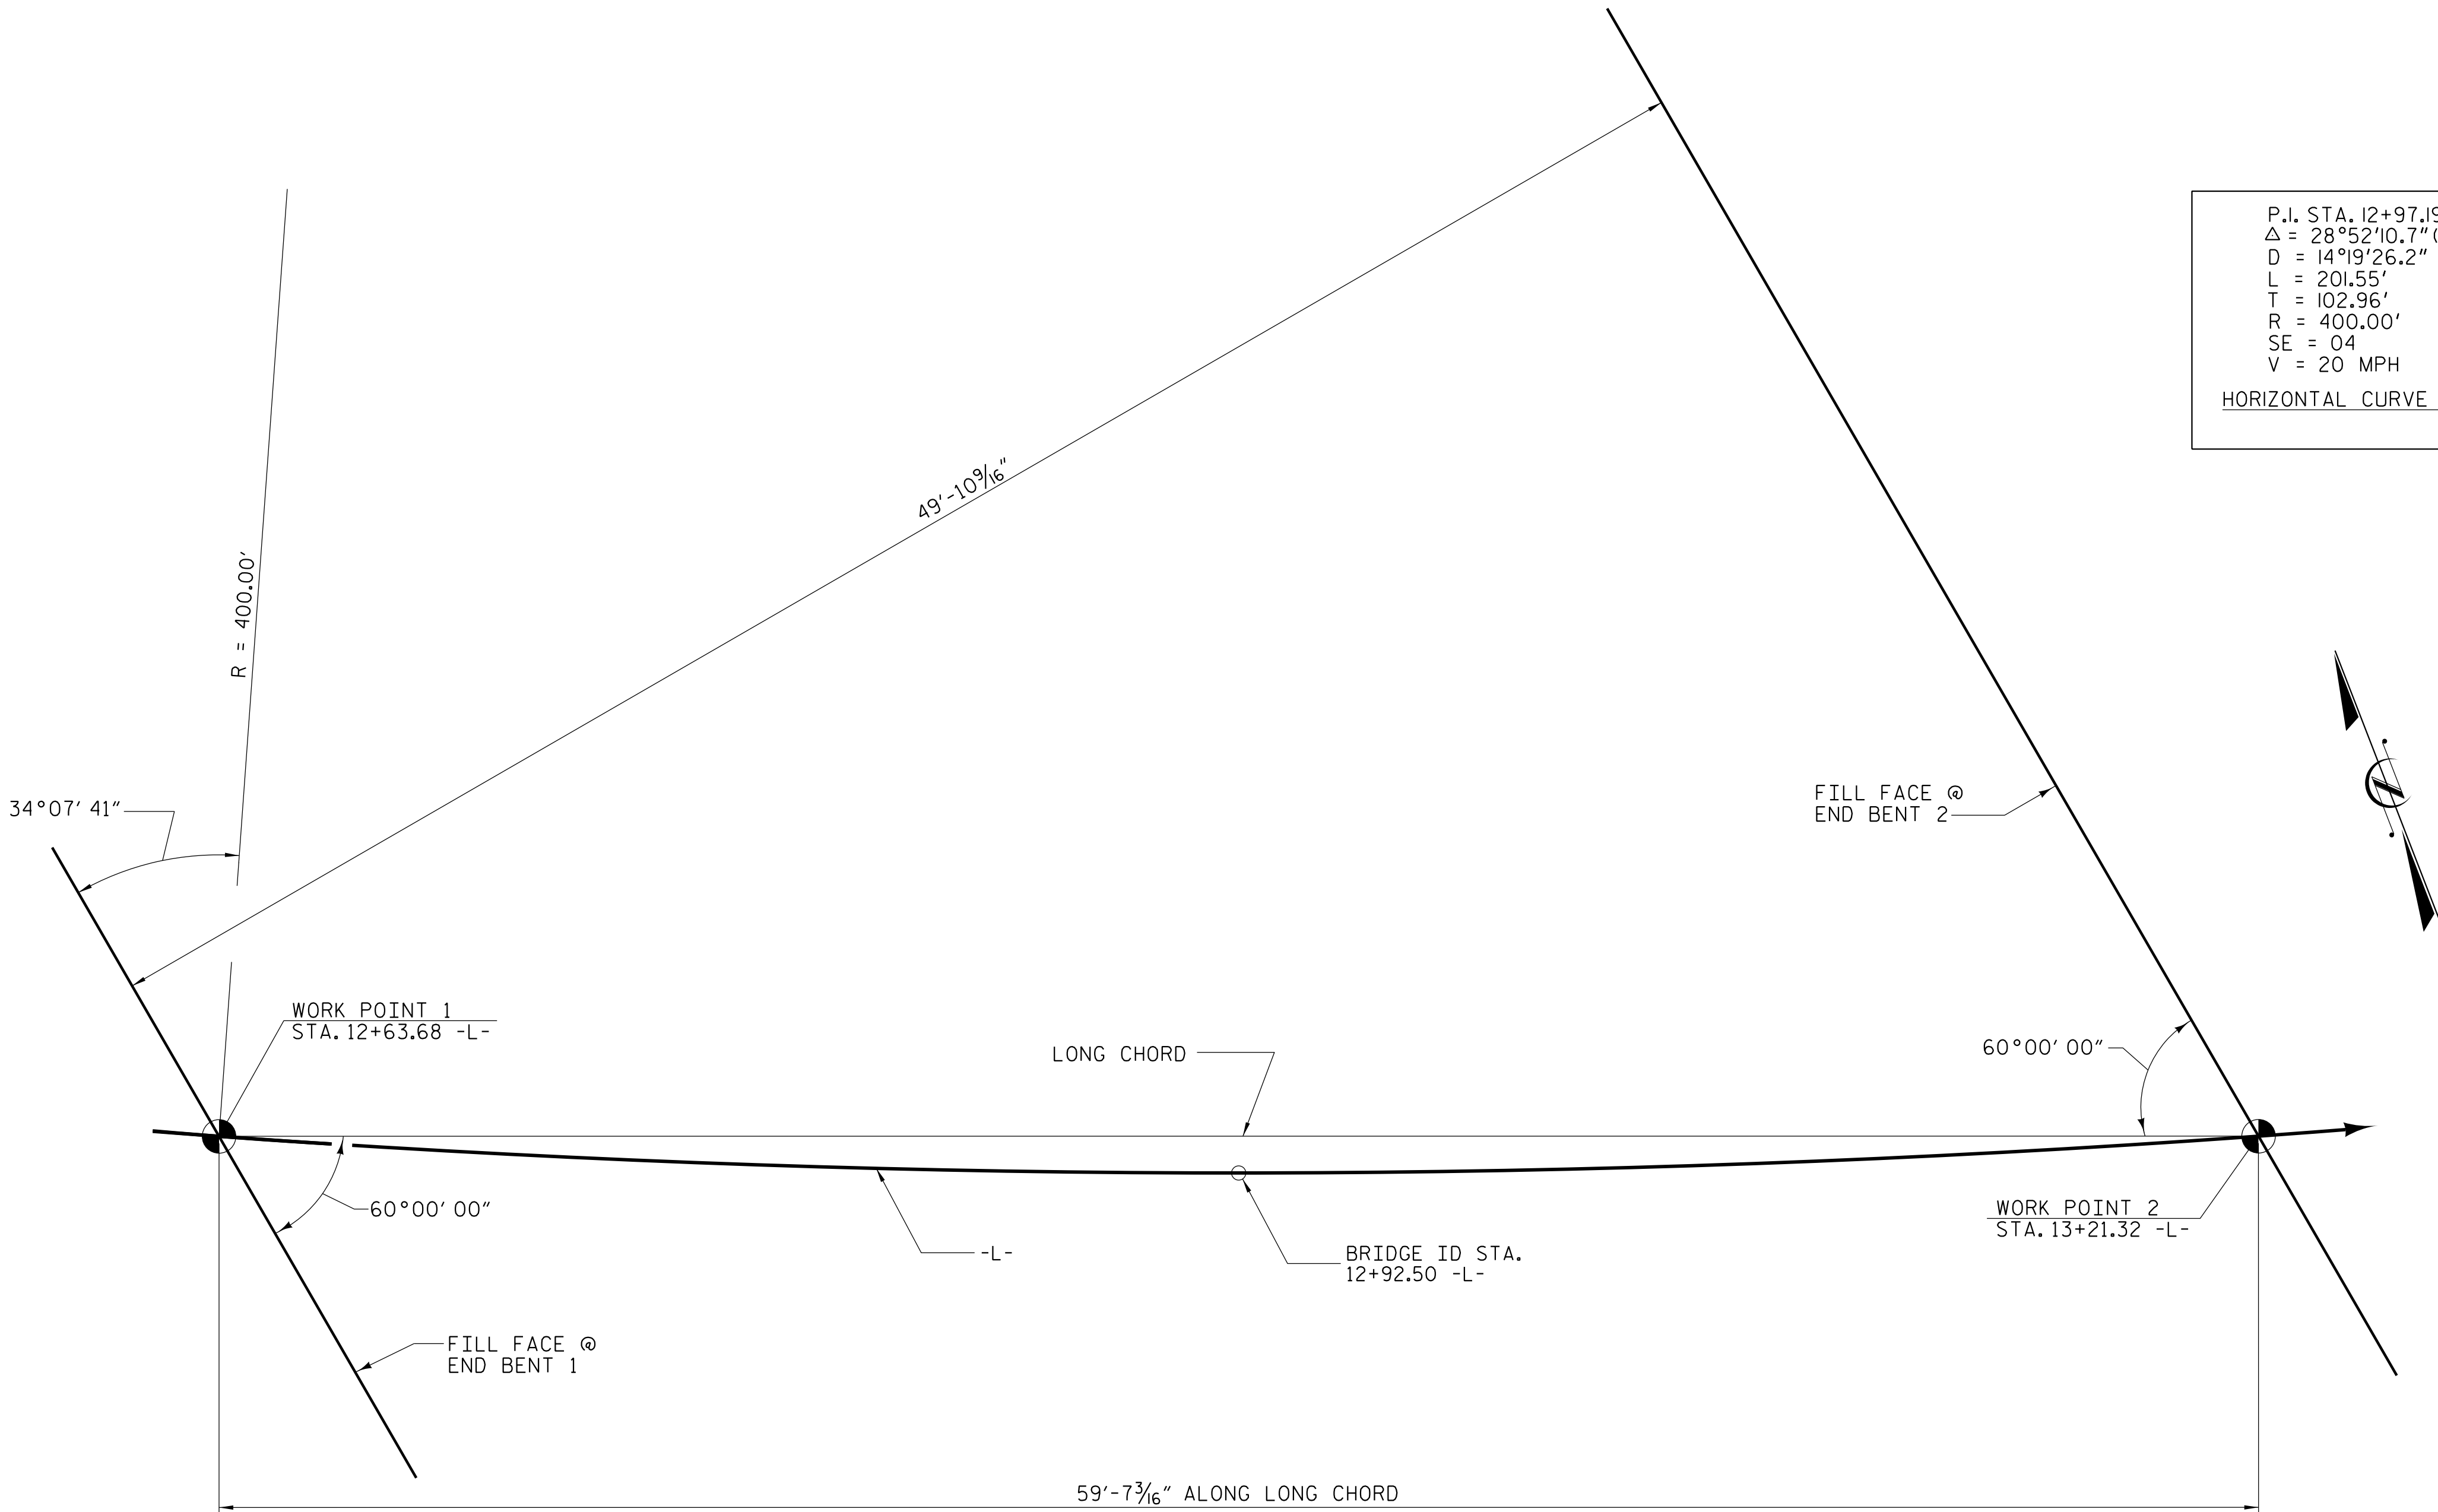 P.I. STA. 12+97.19
△ = 28°52'10.7" (
D = 14°19'26.2"
L = 201.55'
T = 102.96'
R = 400.00'
SE = 04
V = 20 MPH
HORIZONTAL CURVE
R = 400.00'
49'-10 9/16"
34°07'41"
FILL FACE @
END BENT 2
WORK POINT 1
STA. 12+63.68 -L-
LONG CHORD
60°00'00"
60°00'00"
-L-
BRIDGE ID STA.
12+92.50 -L-
WORK POINT 2
STA. 13+21.32 -L-
FILL FACE @
END BENT 1
59'-7 3/16" ALONG LONG CHORD